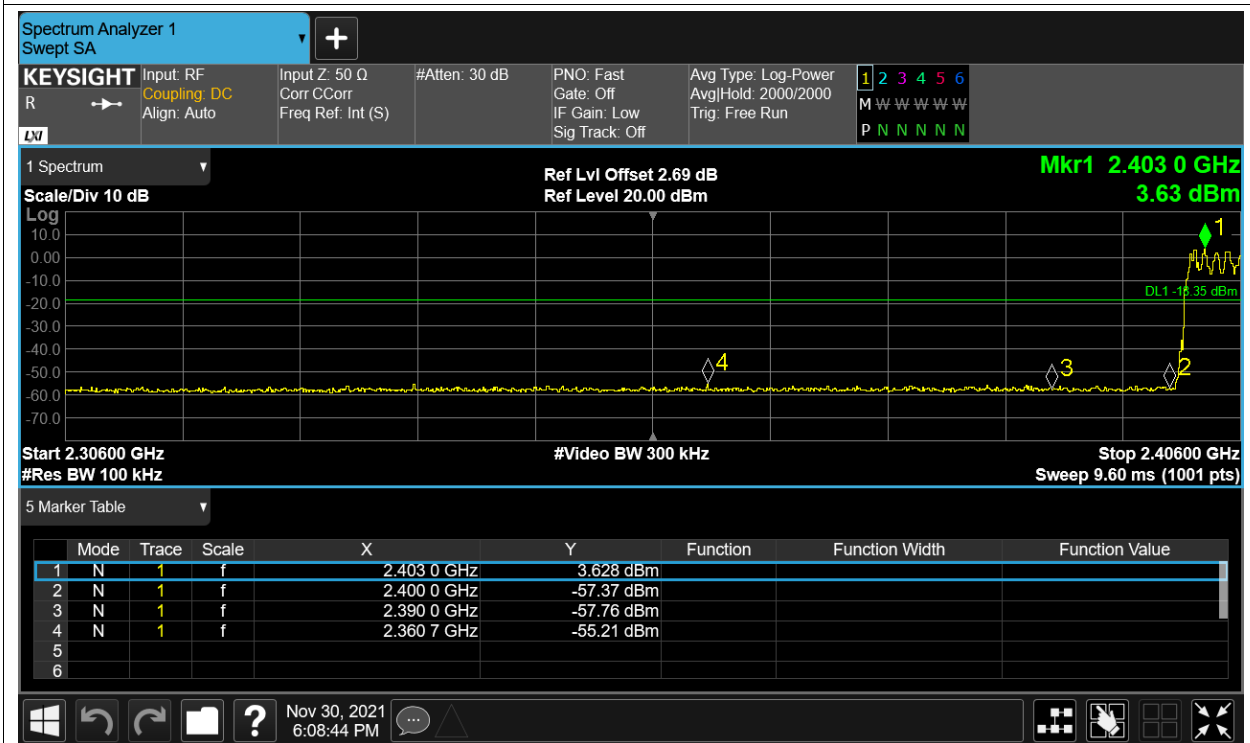 Spectrum Analyzer 1
Swept SA
KEYSIGHT Input: RF Input Z: 50 Ω #Atten: 30 dB PNO: Fast Avg Type: Log-Power 1 2 3 4 5 6
R Coupling: DC Corr CCorr Gate: Off Avg|Hold: 2000/2000 M W W W W W
Align: Auto Freq Ref: Int (S) IF Gain: Low Trig: Free Run
LXI Sig Track: Off P N N N N N
1 Spectrum Ref Lvl Offset 2.69 dB Mkr1 2.403 0 GHz
Scale/Div 10 dB Ref Level 20.00 dBm 3.63 dBm
Log
10.0
0.00
-10.0
-20.0
-30.0
-40.0
-50.0
-60.0
-70.0
1
DL1 -18.35 dBm
4
3
2
Start 2.30600 GHz #Video BW 300 kHz Stop 2.40600 GHz
#Res BW 100 kHz Sweep 9.60 ms (1001 pts)
5 Marker Table
Mode Trace Scale X Y Function Function Width Function Value
1 N 1 f 2.403 0 GHz 3.628 dBm
2 N 1 f 2.400 0 GHz -57.37 dBm
3 N 1 f 2.390 0 GHz -57.76 dBm
4 N 1 f 2.360 7 GHz -55.21 dBm
5
6
? Nov 30, 2021
6:08:44 PM